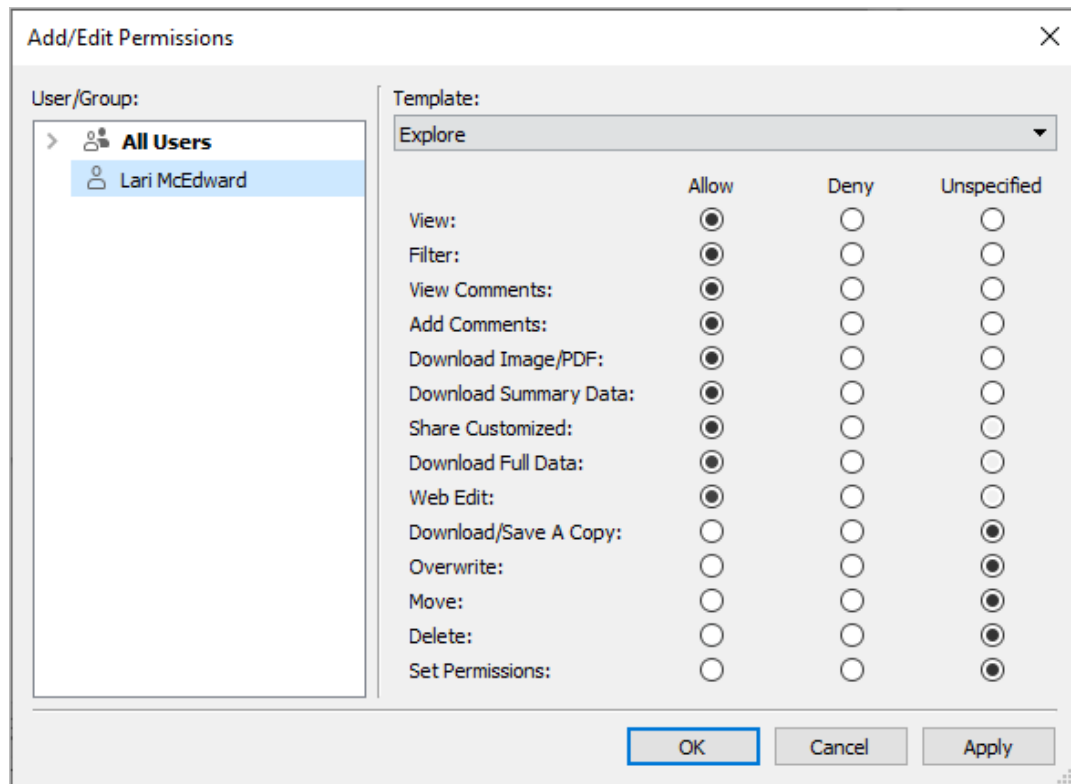 Add/Edit Permissions
User/Group:
All Users
Lari McEdward
Template:
Explore
Allow Deny Unspecified
View:
Filter:
View Comments:
Add Comments:
Download Image/PDF:
Download Summary Data:
Share Customized:
Download Full Data:
Web Edit:
Download/Save A Copy:
Overwrite:
Move:
Delete:
Set Permissions:
OK Cancel Apply